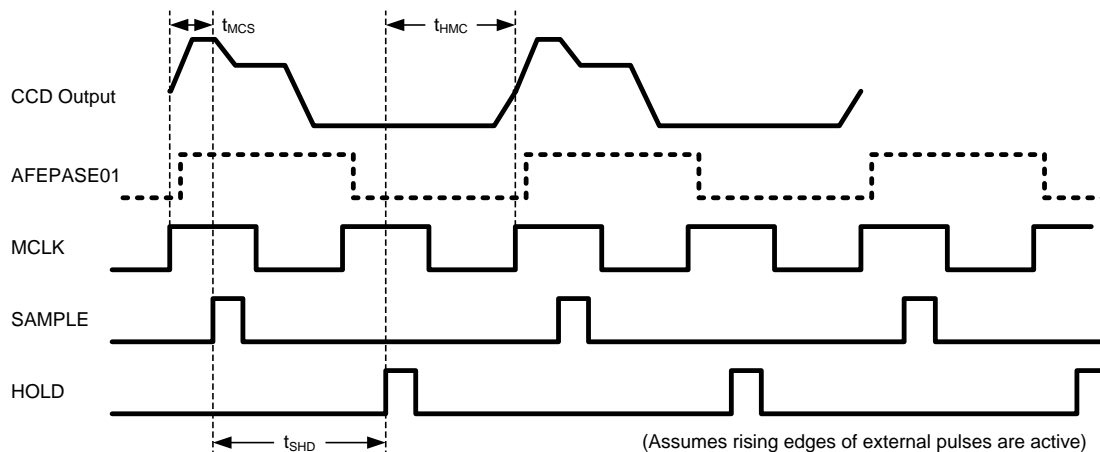 tMCS
tHMC
CCD Output
AFEPASE01
MCLK
SAMPLE
HOLD
tSHD
(Assumes rising edges of external pulses are active)